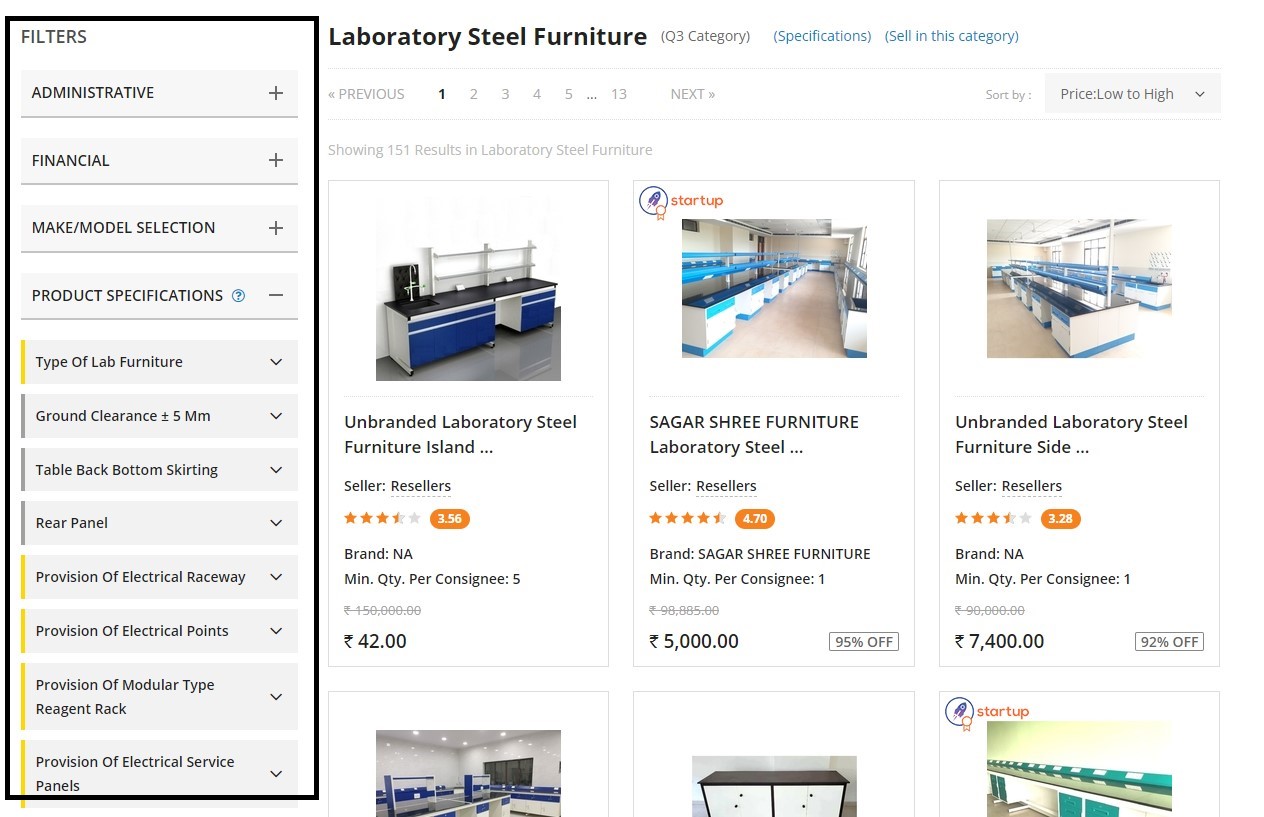 FILTERS
ADMINISTRATIVE
FINANCIAL
MAKE/MODEL SELECTION
PRODUCT SPECIFICATIONS ?
Type Of Lab Furniture
Ground Clearance ± 5 Mm
Table Back Bottom Skirting
Rear Panel
Provision Of Electrical Raceway
Provision Of Electrical Points
Provision Of Modular Type
Reagent Rack
Provision Of Electrical Service
Panels
Laboratory Steel Furniture (Q3 Category) (Specifications) (Sell in this category)
« PREVIOUS 1 2 3 4 5 ... 13 NEXT »
Sort by : Price:Low to High
Showing 151 Results in Laboratory Steel Furniture
Unbranded Laboratory Steel
Furniture Island ...
Seller: Resellers
3.56
Brand: NA
Min. Qty. Per Consignee: 5
₹ 150,000.00
₹ 42.00
startup
SAGAR SHREE FURNITURE
Laboratory Steel ...
Seller: Resellers
4.70
Brand: SAGAR SHREE FURNITURE
Min. Qty. Per Consignee: 1
₹ 98,885.00
₹ 5,000.00 95% OFF
Unbranded Laboratory Steel
Furniture Side ...
Seller: Resellers
3.28
Brand: NA
Min. Qty. Per Consignee: 1
₹ 90,000.00
₹ 7,400.00 92% OFF
startup